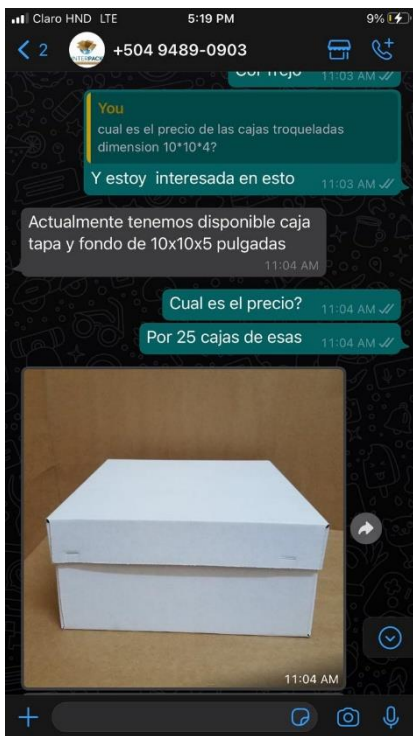 Claro HND LTE 5:19 PM 9%
2 INTERPACK +504 9489-0903
Cor Trejo 11:03 AM
You
cual es el precio de las cajas troqueladas
dimension 10*10*4?
Y estoy interesada en esto 11:03 AM
Actualmente tenemos disponible caja
tapa y fondo de 10x10x5 pulgadas
11:04 AM
Cual es el precio? 11:04 AM
Por 25 cajas de esas 11:04 AM
11:04 AM